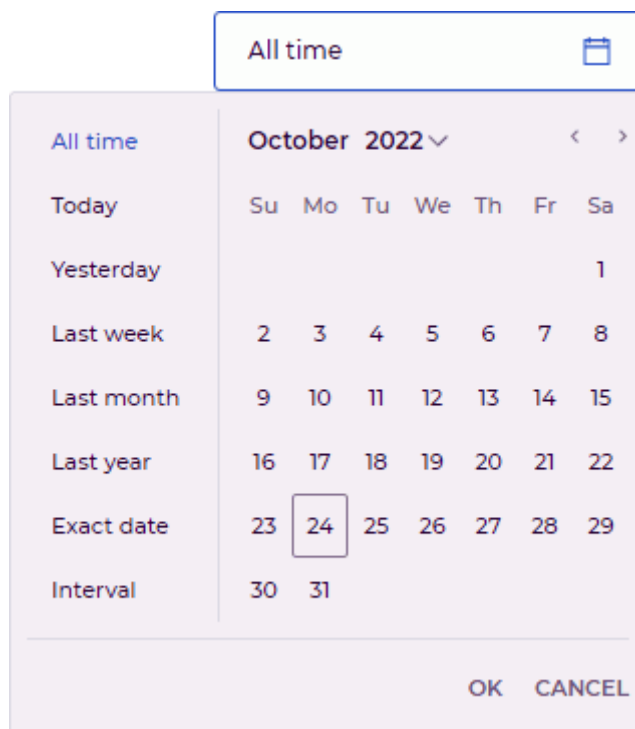 All time
All time
Today
Yesterday
Last week
Last month
Last year
Exact date
Interval
October 2022
Su Mo Tu We Th Fr Sa
1
2 3 4 5 6 7 8
9 10 11 12 13 14 15
16 17 18 19 20 21 22
23 24 25 26 27 28 29
30 31
OK CANCEL